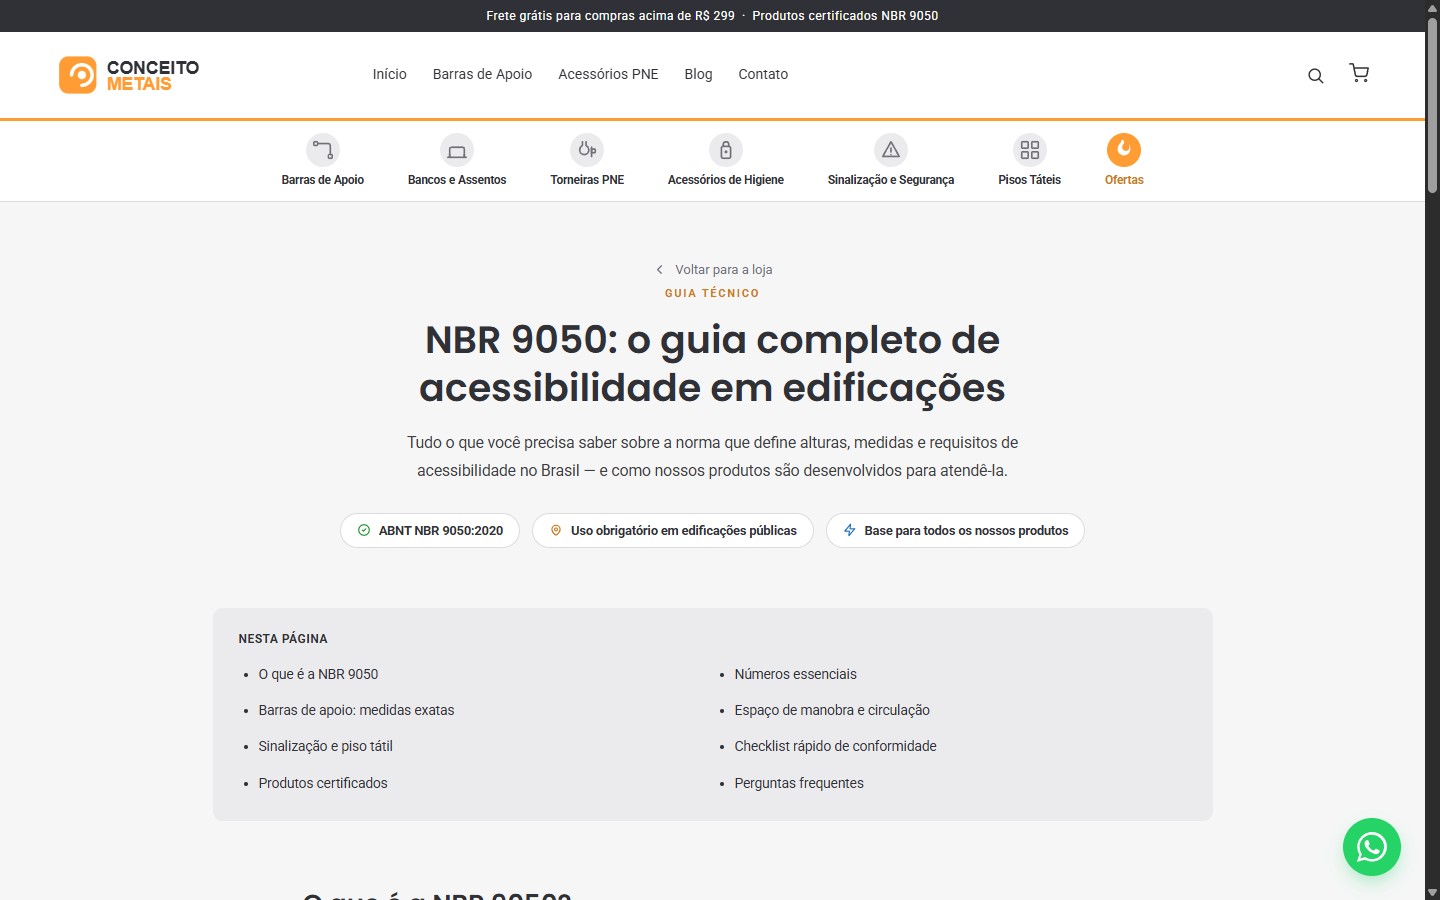 Frete grátis para compras acima de R$ 299 · Produtos certificados NBR 9050
CONCEITO
METAIS
Início Barras de Apoio Acessórios PNE Blog Contato
Barras de Apoio Bancos e Assentos Torneiras PNE Acessórios de Higiene Sinalização e Segurança Pisos Táteis Ofertas
Voltar para a loja
GUIA TÉCNICO
NBR 9050: o guia completo de
acessibilidade em edificações
Tudo o que você precisa saber sobre a norma que define alturas, medidas e requisitos de
acessibilidade no Brasil — e como nossos produtos são desenvolvidos para atendê-la.
ABNT NBR 9050:2020 Uso obrigatório em edificações públicas Base para todos os nossos produtos
NESTA PÁGINA
• O que é a NBR 9050
• Números essenciais
• Barras de apoio: medidas exatas
• Espaço de manobra e circulação
• Sinalização e piso tátil
• Checklist rápido de conformidade
• Produtos certificados
• Perguntas frequentes
O que é a NBR 9050?